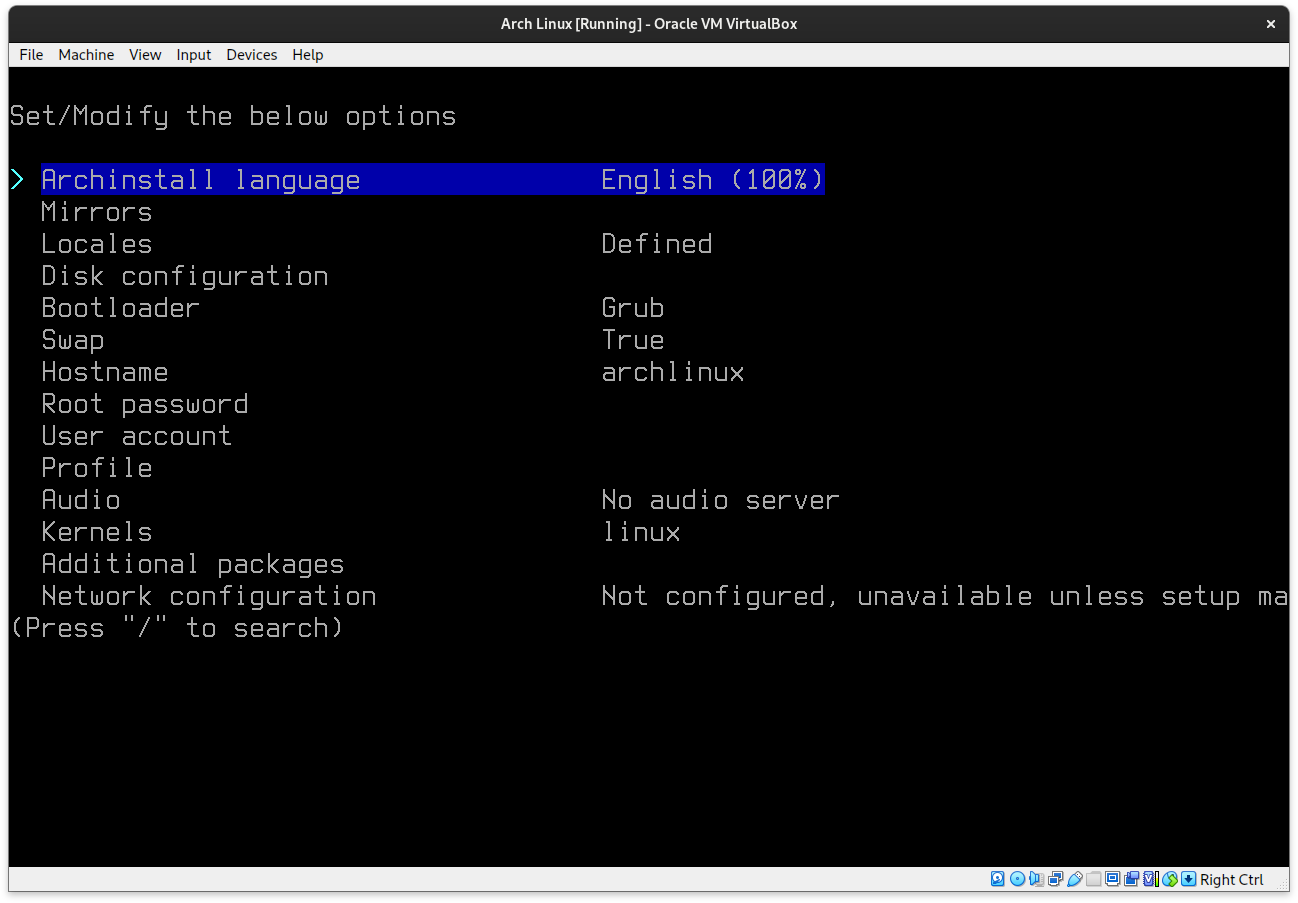 Arch Linux [Running] - Oracle VM VirtualBox
File Machine View Input Devices Help
Set/Modify the below options
> Archinstall language English (100%)
Mirrors
Locales Defined
Disk configuration
Bootloader Grub
Swap True
Hostname archlinux
Root password
User account
Profile
Audio No audio server
Kernels linux
Additional packages
Network configuration Not configured, unavailable unless setup ma
(Press "/" to search)
Right Ctrl